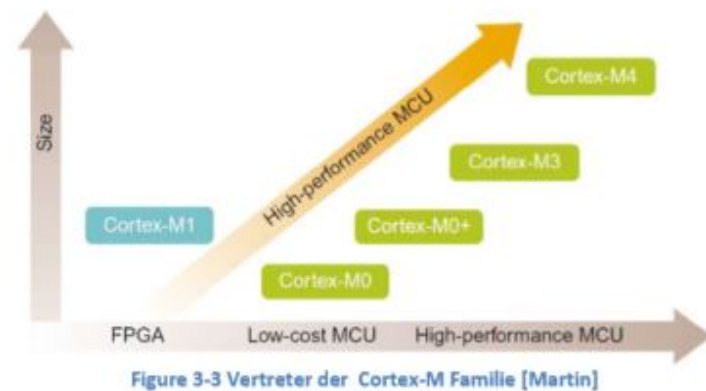 Size
High-performance MCU
Cortex-M4
Cortex-M3
Cortex-M1
Cortex-M0+
Cortex-M0
FPGA
Low-cost MCU
High-performance MCU
Figure 3-3 Vertreter der Cortex-M Familie [Martin]